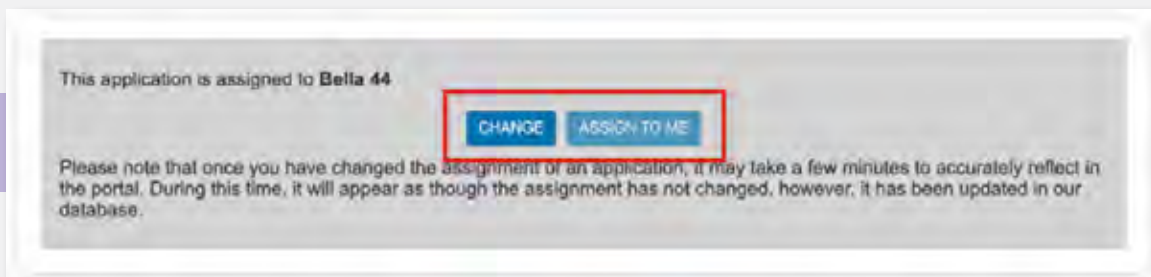 This application is assigned to Bella 44
CHANGE ASSIGN TO ME
Please note that once you have changed the assignment of an application, it may take a few minutes to accurately reflect in
the portal. During this time, it will appear as though the assignment has not changed, however, it has been updated in our
database.